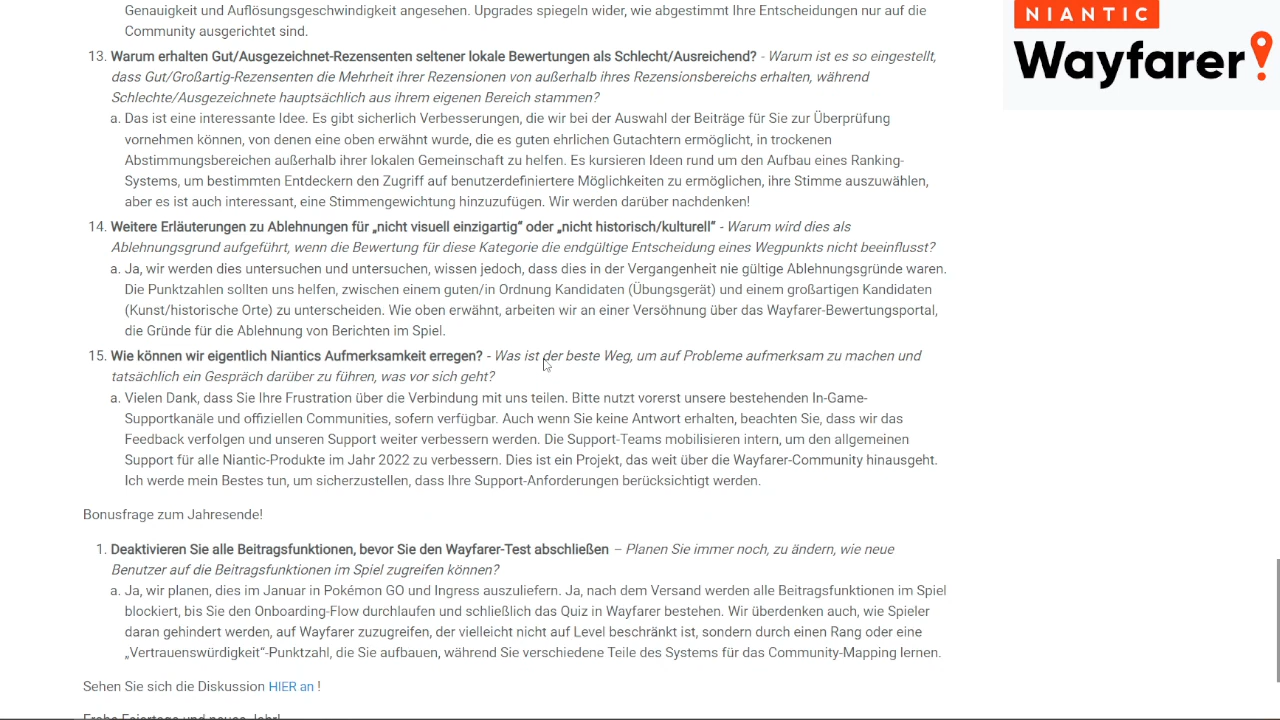 Genauigkeit und Auflösungsgeschwindigkeit angesehen. Upgrades spiegeln wider, wie abgestimmt Ihre Entscheidungen nur auf die
Community ausgerichtet sind.
NIANTIC
Wayfarer
13. Warum erhalten Gut/Ausgezeichnet-Rezensenten seltener lokale Bewertungen als Schlecht/Ausreichend? - Warum ist es so eingestellt,
dass Gut/Großartig-Rezensenten die Mehrheit ihrer Rezensionen von außerhalb ihres Rezensionsbereichs erhalten, während
Schlechte/Ausgezeichnete hauptsächlich aus ihrem eigenen Bereich stammen?
a. Das ist eine interessante Idee. Es gibt sicherlich Verbesserungen, die wir bei der Auswahl der Beiträge für Sie zur Überprüfung
vornehmen können, von denen eine oben erwähnt wurde, die es guten ehrlichen Gutachtern ermöglicht, in trockenen
Abstimmungsbereichen außerhalb ihrer lokalen Gemeinschaft zu helfen. Es kursieren Ideen rund um den Aufbau eines Ranking-
Systems, um bestimmten Entdeckern den Zugriff auf benutzerdefiniertere Möglichkeiten zu ermöglichen, ihre Stimme auszuwählen,
aber es ist auch interessant, eine Stimmengewichtung hinzuzufügen. Wir werden darüber nachdenken!
14. Weitere Erläuterungen zu Ablehnungen für „nicht visuell einzigartig“ oder „nicht historisch/kulturell“ - Warum wird dies als
Ablehnungsgrund aufgeführt, wenn die Bewertung für diese Kategorie die endgültige Entscheidung eines Wegpunkts nicht beeinflusst?
a. Ja, wir werden dies untersuchen und untersuchen, wissen jedoch, dass dies in der Vergangenheit nie gültige Ablehnungsgründe waren.
Die Punktzahlen sollten uns helfen, zwischen einem guten/in Ordnung Kandidaten (Übungsgerät) und einem großartigen Kandidaten
(Kunst/historische Orte) zu unterscheiden. Wie oben erwähnt, arbeiten wir an einer Versöhnung über das Wayfarer-Bewertungsportal,
die Gründe für die Ablehnung von Berichten im Spiel.
15. Wie können wir eigentlich Niantics Aufmerksamkeit erregen? - Was ist der beste Weg, um auf Probleme aufmerksam zu machen und
tatsächlich ein Gespräch darüber zu führen, was vor sich geht?
a. Vielen Dank, dass Sie Ihre Frustration über die Verbindung mit uns teilen. Bitte nutzt vorerst unsere bestehenden In-Game-
Supportkanäle und offiziellen Communities, sofern verfügbar. Auch wenn Sie keine Antwort erhalten, beachten Sie, dass wir das
Feedback verfolgen und unseren Support weiter verbessern werden. Die Support-Teams mobilisieren intern, um den allgemeinen
Support für alle Niantic-Produkte im Jahr 2022 zu verbessern. Dies ist ein Projekt, das weit über die Wayfarer-Community hinausgeht.
Ich werde mein Bestes tun, um sicherzustellen, dass Ihre Support-Anforderungen berücksichtigt werden.
Bonusfrage zum Jahresende!
1. Deaktivieren Sie alle Beitragsfunktionen, bevor Sie den Wayfarer-Test abschließen – Planen Sie immer noch, zu ändern, wie neue
Benutzer auf die Beitragsfunktionen im Spiel zugreifen können?
a. Ja, wir planen, dies im Januar in Pokémon GO und Ingress auszuliefern. Ja, nach dem Versand werden alle Beitragsfunktionen im Spiel
blockiert, bis Sie den Onboarding-Flow durchlaufen und schließlich das Quiz in Wayfarer bestehen. Wir überdenken auch, wie Spieler
daran gehindert werden, auf Wayfarer zuzugreifen, der vielleicht nicht auf Level beschränkt ist, sondern durch einen Rang oder eine
„Vertrauenswürdigkeit“-Punktzahl, die Sie aufbauen, während Sie verschiedene Teile des Systems für das Community-Mapping lernen.
Sehen Sie sich die Diskussion HIER an !
Frohe Feiertage und neues Jahr!